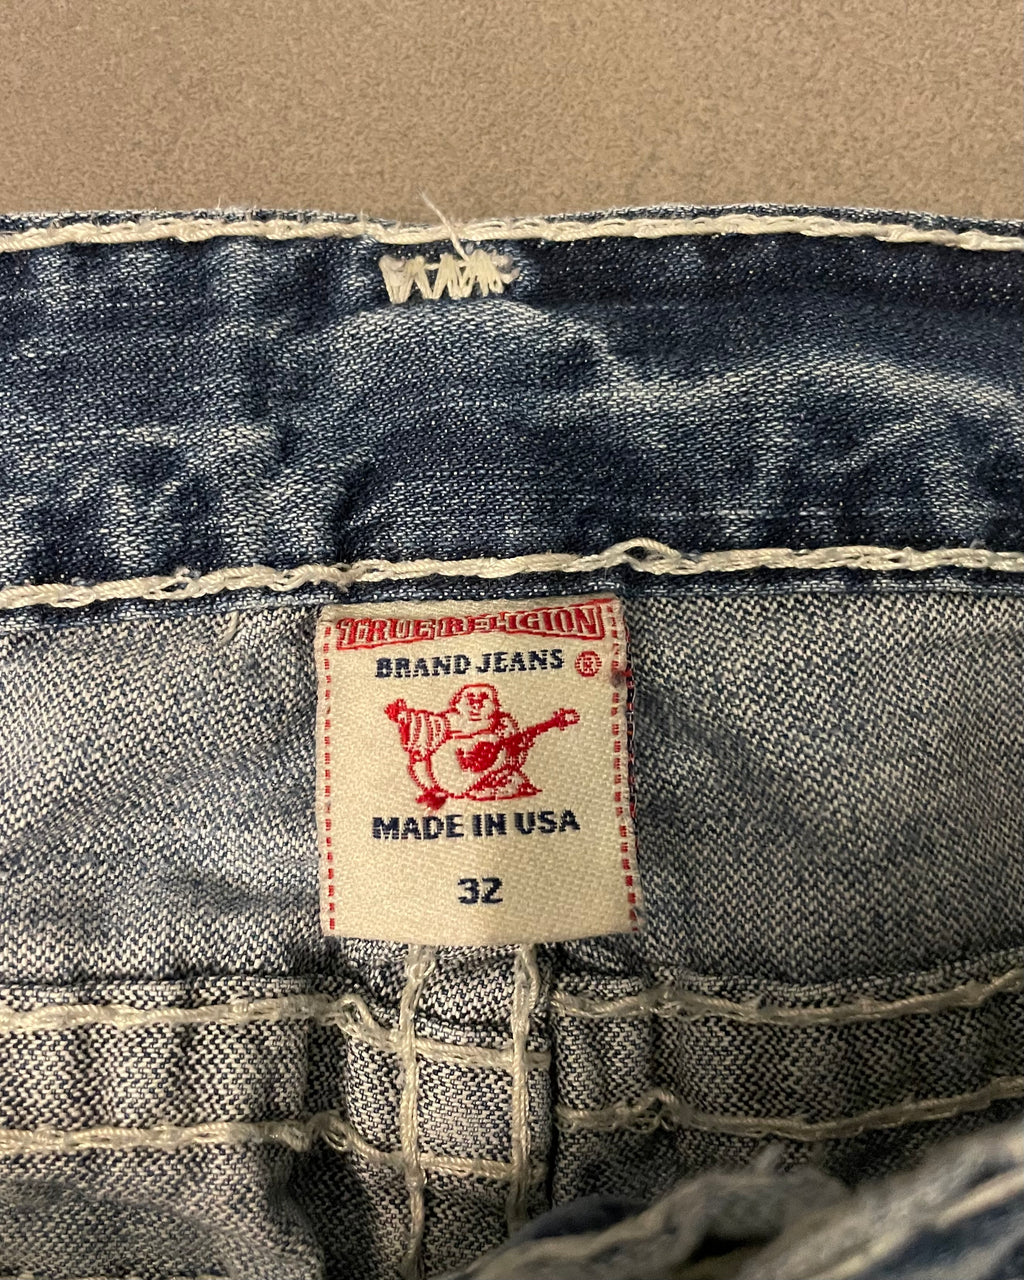 TRUE RELIGION
BRAND JEANS ®
MADE IN USA
32